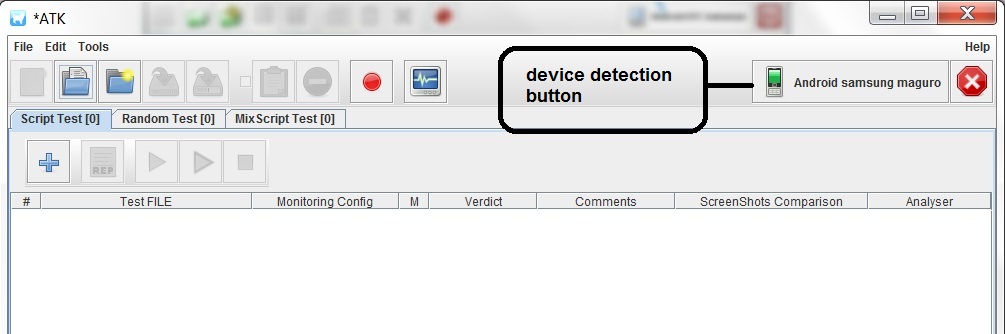 *ATK
File Edit Tools Help
device detection
button
Android samsung maguro
Script Test [0] Random Test [0] MixScript Test [0]
REP
# Test FILE Monitoring Config M Verdict Comments ScreenShots Comparison Analyser